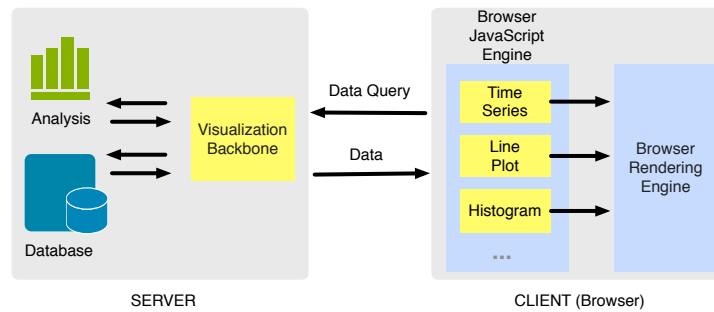 Analysis
Database
Visualization
Backbone
SERVER
Data Query
Data
Browser
JavaScript
Engine
Time
Series
Line
Plot
Histogram
...
Browser
Rendering
Engine
CLIENT (Browser)